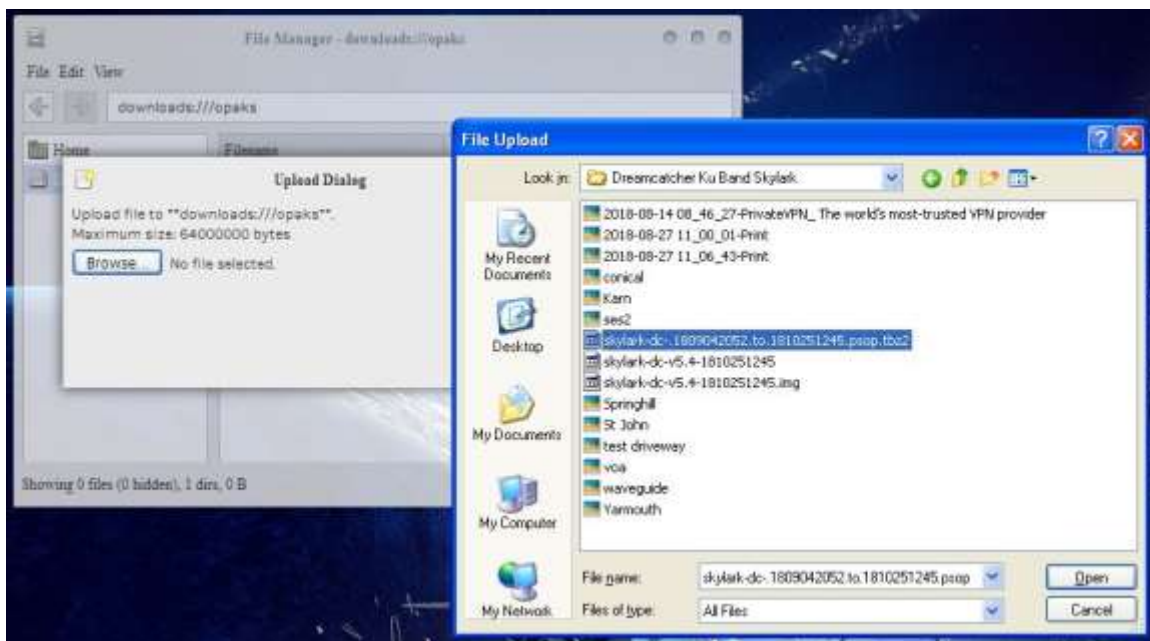 File Manager - downloads:///opaks
File Edit View
downloads:///opaks
Home
Filename
Upload Dialog
Upload file to **downloads:///opaks**.
Maximum size: 64000000 bytes
Browse... No file selected.
Showing 0 files (0 hidden), 1 dirs, 0 B
File Upload
Look in: Dreamcatcher Ku Band Skylark
My Recent Documents
Desktop
My Documents
My Computer
My Network
2018-08-14 08_46_27-PrivateVPN_ The world's most-trusted VPN provider
2018-08-27 11_00_01-Print
2018-08-27 11_06_43-Print
conical
Karn
ses2
skylark-dc-.1809042052.to.1810251245.psop.tbz2
skylark-dc-v5.4-1810251245
skylark-dc-v5.4-1810251245.img
Springhill
St John
test driveway
voa
waveguide
Yarmouth
File name: skylark-dc-.1809042052.to.1810251245.psop
Open
Files of type: All Files
Cancel